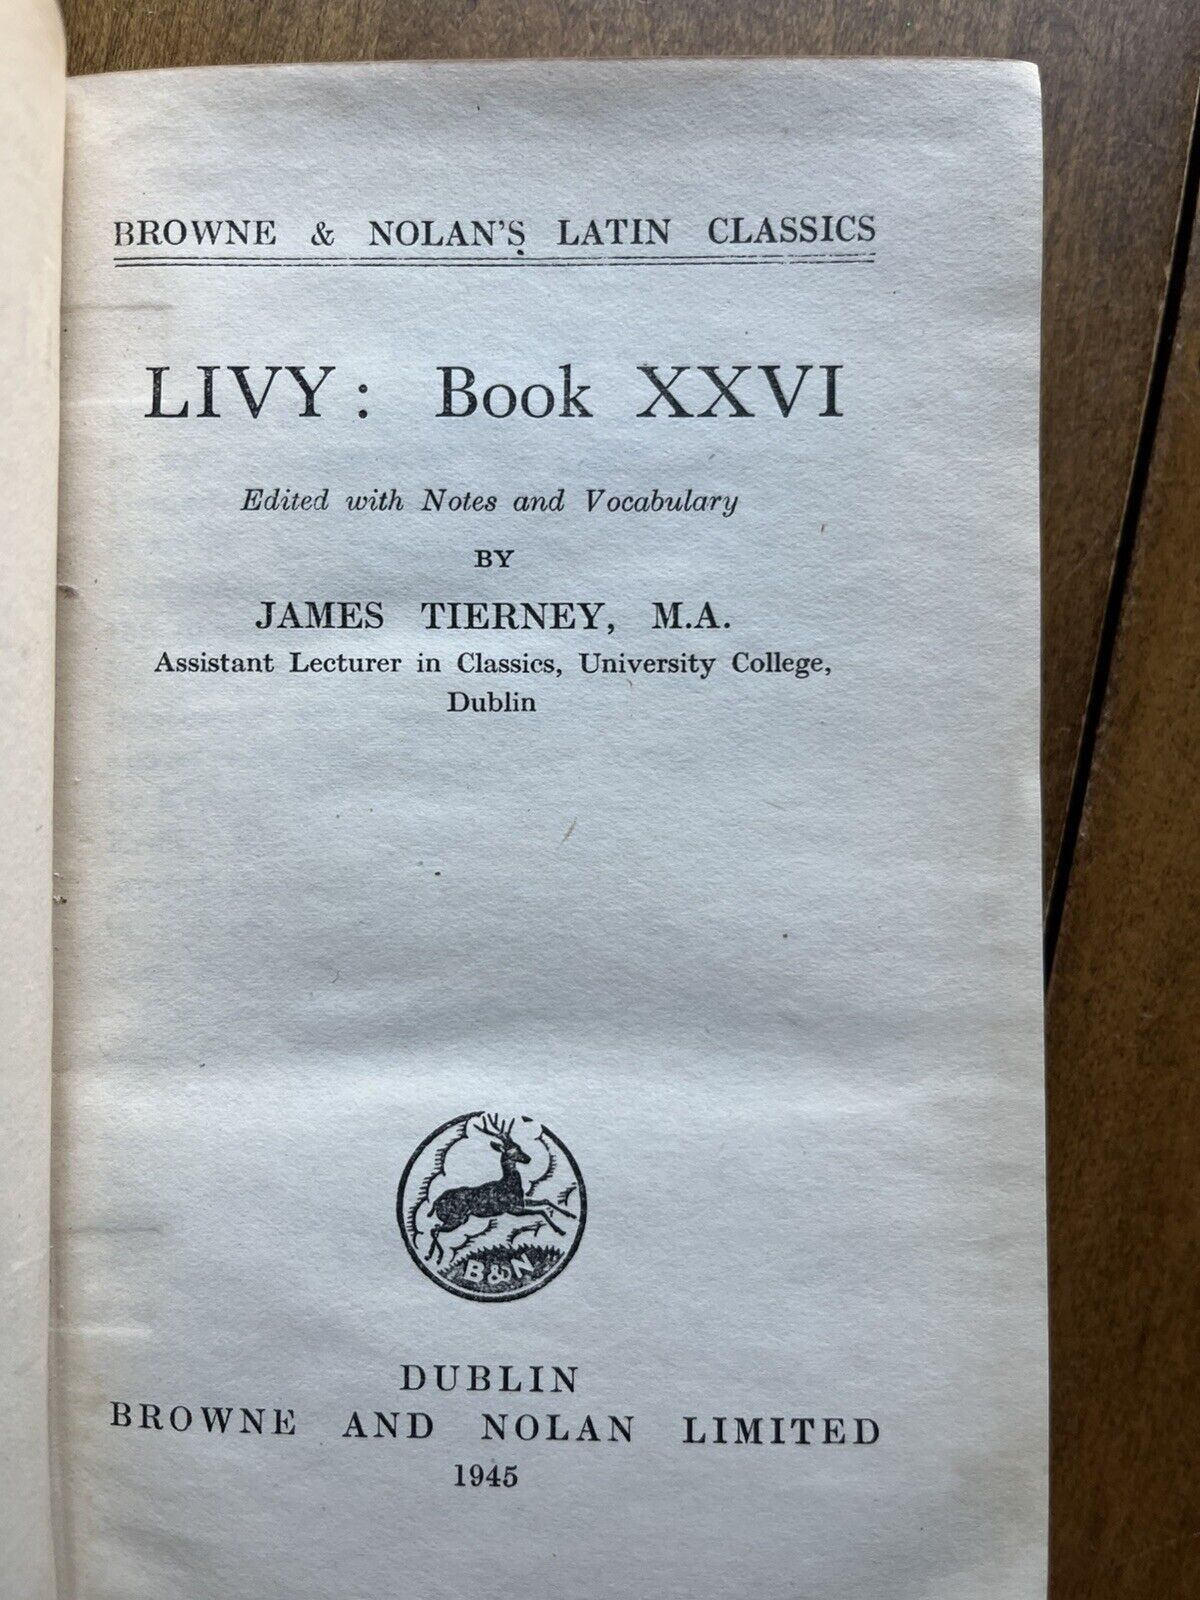 BROWNE & NOLAN'S LATIN CLASSICS
LIVY: Book XXVI
Edited with Notes and Vocabulary
BY
JAMES TIERNEY, M.A.
Assistant Lecturer in Classics, University College,
Dublin
B&N
DUBLIN
BROWNE AND NOLAN LIMITED
1945